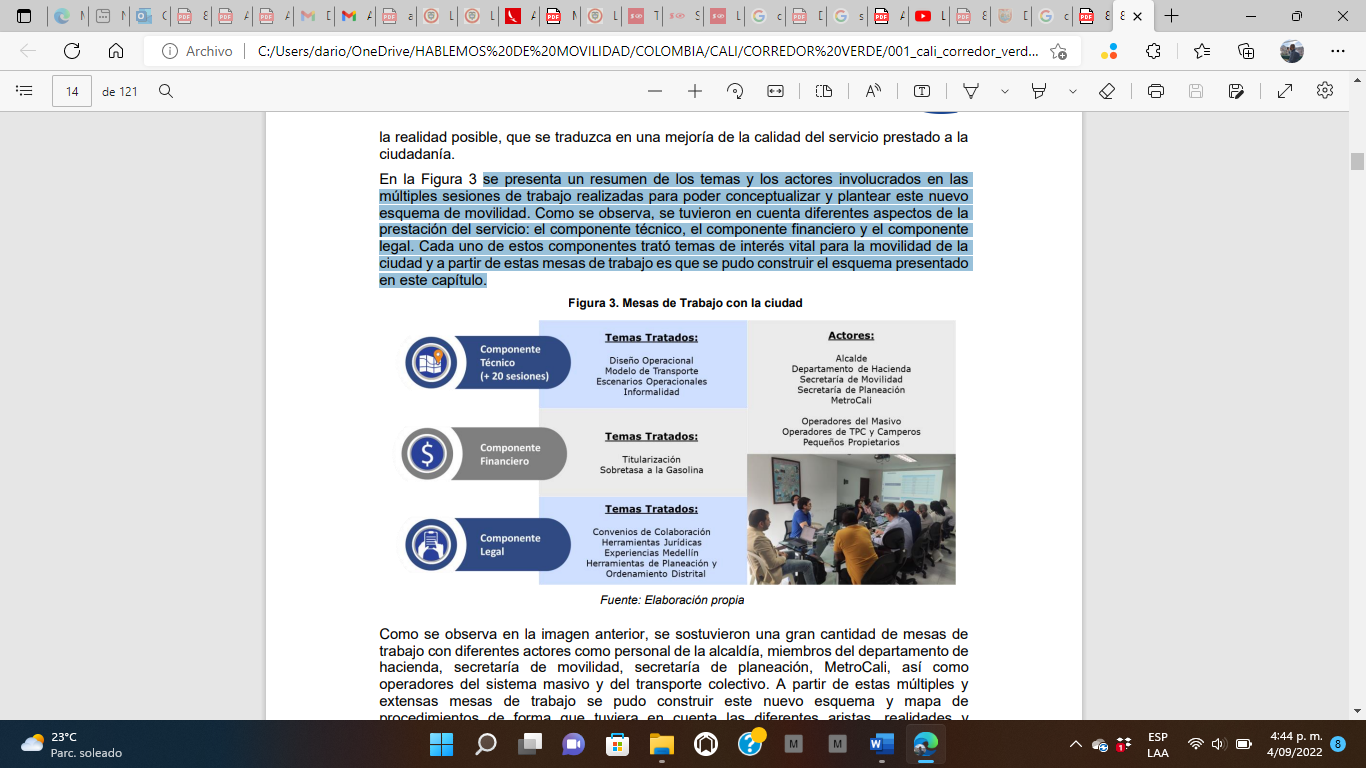 Archivo
C:/Users/dario/OneDrive/HABLEMOS%20DE%20MOVILIDAD/COLOMBIA/CALI/CORREDOR%20VERDE/001_cali_corredor_verd...
14 de 121
la realidad posible, que se traduzca en una mejoría de la calidad del servicio prestado a la
ciudadanía.
En la Figura 3 se presenta un resumen de los temas y los actores involucrados en las
múltiples sesiones de trabajo realizadas para poder conceptualizar y plantear este nuevo
esquema de movilidad. Como se observa, se tuvieron en cuenta diferentes aspectos de la
prestación del servicio: el componente técnico, el componente financiero y el componente
legal. Cada uno de estos componentes trató temas de interés vital para la movilidad de la
ciudad y a partir de estas mesas de trabajo es que se pudo construir el esquema presentado
en este capítulo.
Figura 3. Mesas de Trabajo con la ciudad
Componente
Técnico
(+ 20 sesiones)
Temas Tratados:
Diseño Operacional
Modelo de Transporte
Escenarios Operacionales
Informalidad
Componente
Financiero
Temas Tratados:
Titularización
Sobretasa a la Gasolina
Componente
Legal
Temas Tratados:
Convenios de Colaboración
Herramientas Jurídicas
Experiencias Medellín
Herramientas de Planeación y
Ordenamiento Distrital
Actores:
Alcalde
Departamento de Hacienda
Secretaría de Movilidad
Secretaría de Planeación
MetroCali
Operadores del Masivo
Operadores de TPC y Camperos
Pequeños Propietarios
Fuente: Elaboración propia
Como se observa en la imagen anterior, se sostuvieron una gran cantidad de mesas de
trabajo con diferentes actores como personal de la alcaldía, miembros del departamento de
hacienda, secretaría de movilidad, secretaría de planeación, MetroCali, así como
operadores del sistema masivo y del transporte colectivo. A partir de estas múltiples y
extensas mesas de trabajo se pudo construir este nuevo esquema y mapa de
procedimientos de forma que tuviera en cuenta las diferentes aristas, realidades y
23°C
Parc. soleado
ESP
LAA
4:44 p. m.
4/09/2022
8